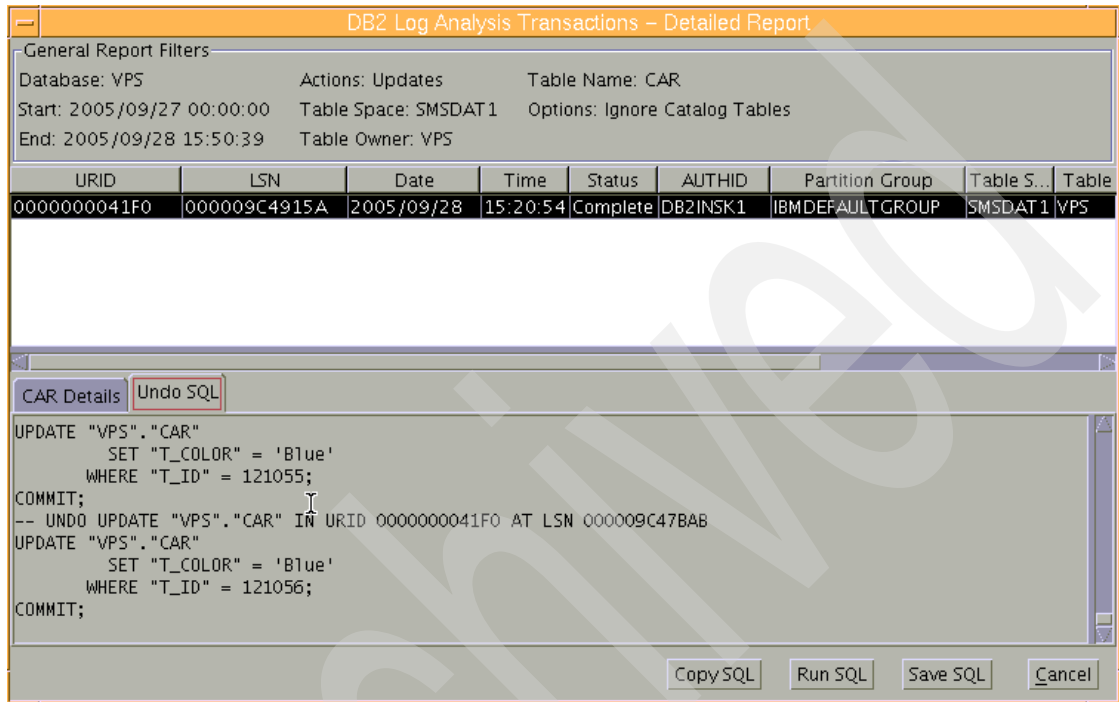 DB2 Log Analysis Transactions – Detailed Report
General Report Filters
Database: VPS Actions: Updates Table Name: CAR
Start: 2005/09/27 00:00:00 Table Space: SMSDAT1 Options: Ignore Catalog Tables
End: 2005/09/28 15:50:39 Table Owner: VPS
URID LSN Date Time Status AUTHID Partition Group Table S... Table
0000000041F0 000009C4915A 2005/09/28 15:20:54 Complete DB2INSK1 IBMDEFAULTGROUP SMSDAT1 VPS
CAR Details Undo SQL
UPDATE "VPS"."CAR"
SET "T_COLOR" = 'Blue'
WHERE "T_ID" = 121055;
COMMIT;
-- UNDO UPDATE "VPS"."CAR" IN URID 0000000041F0 AT LSN 000009C47BAB
UPDATE "VPS"."CAR"
SET "T_COLOR" = 'Blue'
WHERE "T_ID" = 121056;
COMMIT;
Copy SQL Run SQL Save SQL Cancel